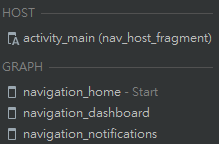 HOST
activity_main (nav_host_fragment)
GRAPH
navigation_home - Start
navigation_dashboard
navigation_notifications